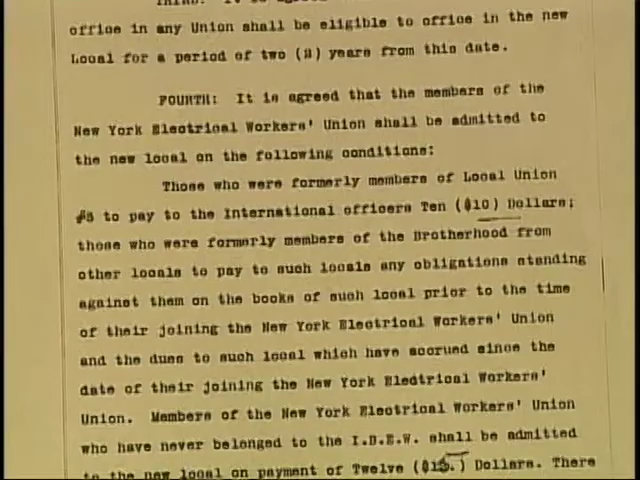 THIRD: It is agreed
office in any Union shall be eligible to office in the new
Local for a period of two (2) years from this date.
FOURTH: It is agreed that the members of the
New York Electrical Workers' Union shall be admitted to
the new local on the following conditions:
Those who were formerly members of Local Union
#3 to pay to the International officers Ten ($10) Dollars;
those who were formerly members of the Brotherhood from
other locals to pay to such locals any obligations standing
against them on the books of such local prior to the time
of their joining the New York Electrical Workers' Union
and the dues to such local which have accrued since the
date of their joining the New York Electrical Workers'
Union. Members of the New York Electrical Workers' Union
who have never belonged to the I.B.E.W. shall be admitted
to the new local on payment of Twelve ($12.) Dollars. There